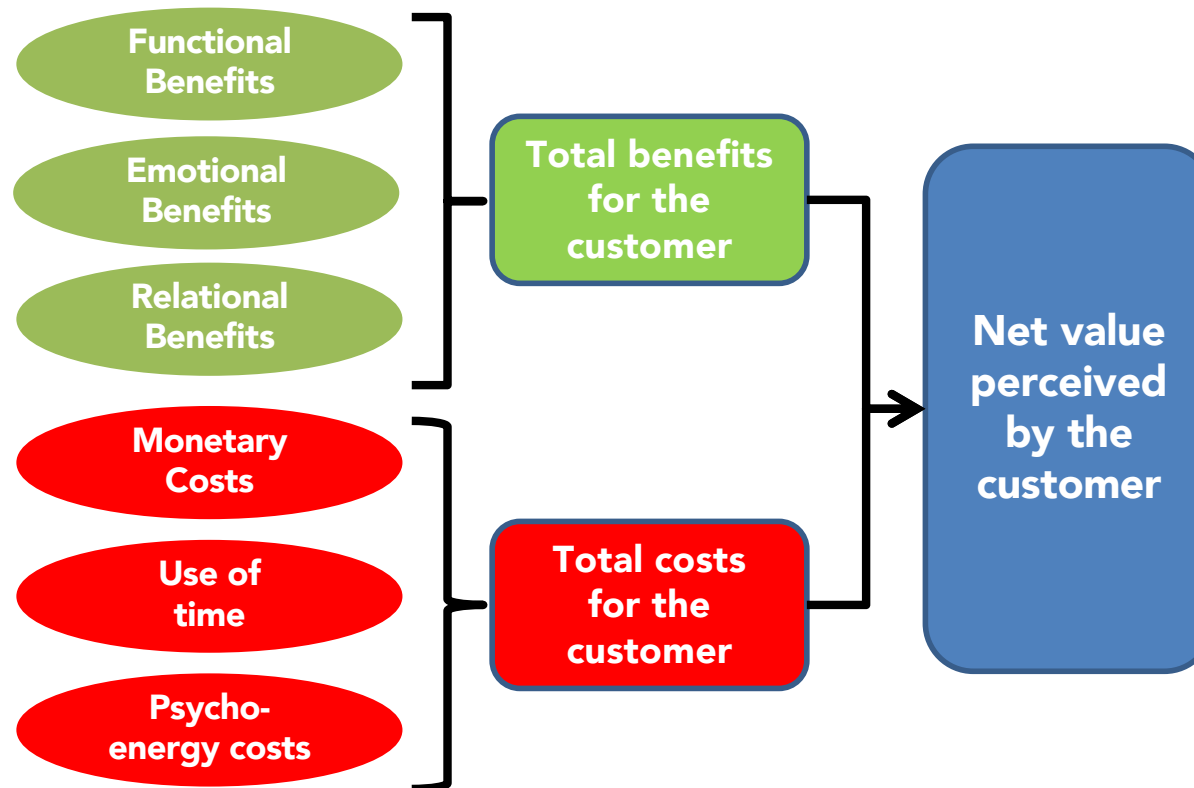 Functional
Benefits
Emotional
Benefits
Relational
Benefits
Monetary
Costs
Use of
time
Psycho-
energy costs
Total benefits
for the
customer
Total costs
for the
customer
Net value
perceived
by the
customer